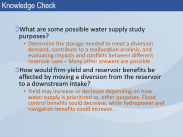 Knowledge Check
What are some possible water supply study
purposes?
• Determine the storage needed to meet a diversion
demand, contribute to a reallocation analysis, and
evaluating impacts and conflicts between different
reservoir uses – Many other answers are possible
How would firm yield and reservoir benefits be
affected by moving a diversion from the reservoir
to a downstream intake?
• Yield may increase or decrease depending on how
water supply is prioritized vs. other purposes. Flood
control benefits could decrease, while hydropower and
navigation benefits could increase.